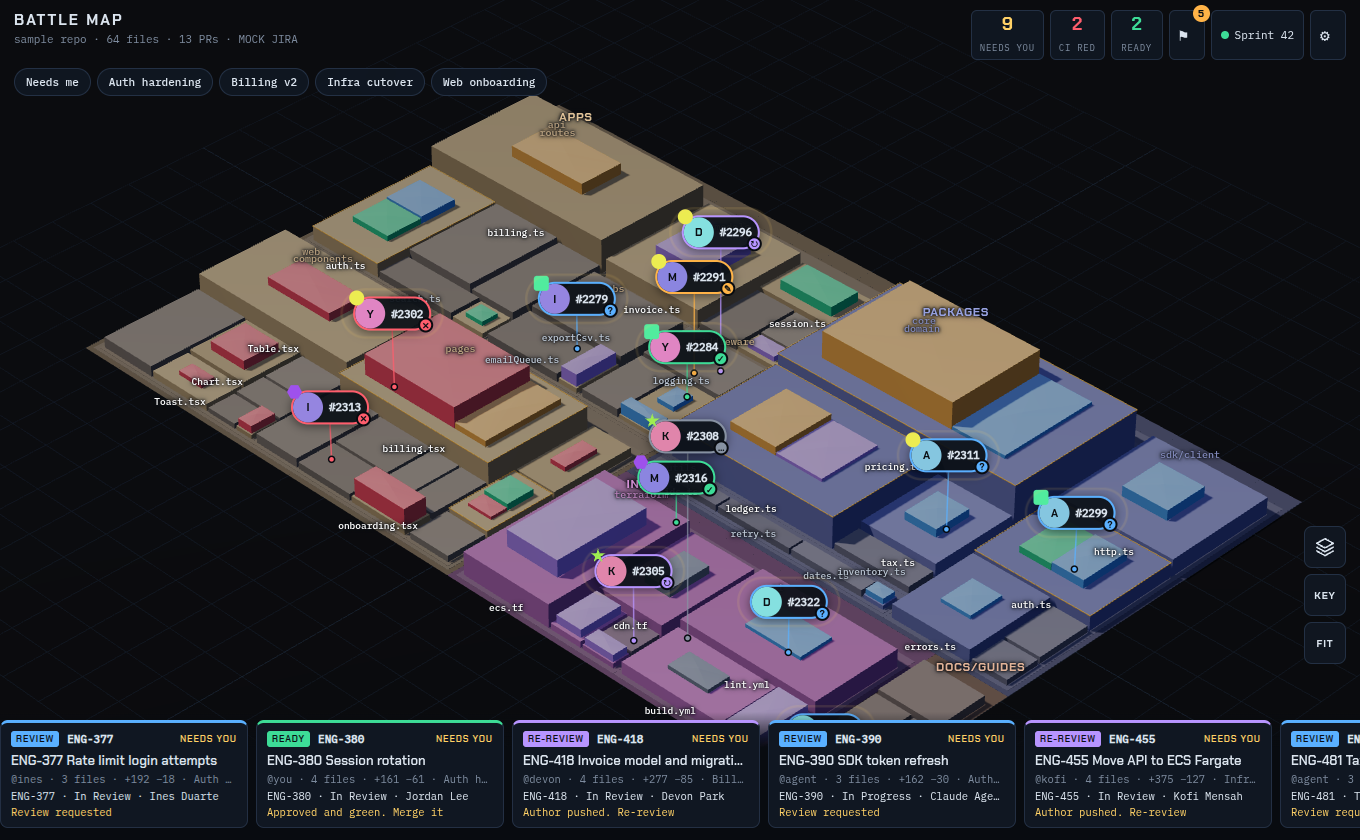 BATTLE MAP
sample repo · 64 files · 13 PRs · MOCK JIRA
9
NEEDS YOU
2
CI RED
2
READY
5
Sprint 42
Needs me
Auth hardening
Billing v2
Infra cutover
Web onboarding
APPS
api
routes
billing.ts
D #2296
web
components
auth.ts
M #2291
I #2279
invoice.ts
Y #2302
session.ts
PACKAGES
core
domain
exportCsv.ts
Y #2284
Table.tsx
pages
emailQueue.ts
Chart.tsx
logging.ts
Toast.tsx
I #2313
K #2308
billing.tsx
A #2311
sdk/client
M #2316
ledger.ts
onboarding.tsx
A #2299
retry.ts
http.ts
tax.ts
K #2305
dates.ts
inventory.ts
ecs.tf
D #2322
auth.ts
cdn.tf
errors.ts
DOCS/GUIDES
lint.yml
build.yml
KEY
FIT
REVIEW ENG-377 NEEDS YOU
ENG-377 Rate limit login attempts
@ines · 3 files · +192 −18 · Auth …
ENG-377 · In Review · Ines Duarte
Review requested
READY ENG-380 NEEDS YOU
ENG-380 Session rotation
@you · 4 files · +161 −61 · Auth h…
ENG-380 · In Review · Jordan Lee
Approved and green. Merge it
RE-REVIEW ENG-418 NEEDS YOU
ENG-418 Invoice model and migrati…
@devon · 4 files · +277 −85 · Bill…
ENG-418 · In Review · Devon Park
Author pushed. Re-review
REVIEW ENG-390 NEEDS YOU
ENG-390 SDK token refresh
@agent · 3 files · +162 −30 · Auth…
ENG-390 · In Progress · Claude Age…
Review requested
RE-REVIEW ENG-455 NEEDS YOU
ENG-455 Move API to ECS Fargate
@kofi · 4 files · +375 −127 · Infr…
ENG-455 · In Review · Kofi Mensah
Author pushed. Re-review
REVIEW
ENG-481
@agent · 3
ENG-481 ·
Review